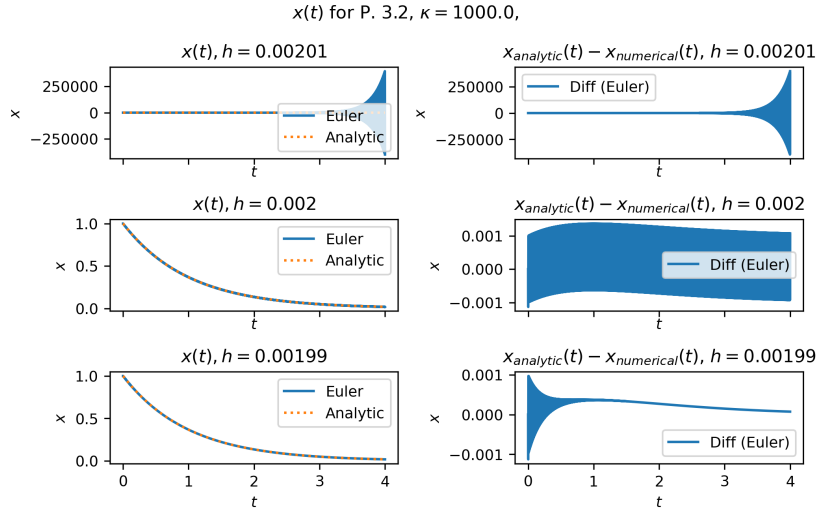 x(t) for P. 3.2, κ = 1000.0,
x(t), h = 0.00201
x_analytic(t) − x_numerical(t), h = 0.00201
250000
0
−250000
x
Euler
Analytic
t
250000
0
−250000
x
Diff (Euler)
t
x(t), h = 0.002
x_analytic(t) − x_numerical(t), h = 0.002
1.0
0.5
0.0
x
Euler
Analytic
t
0.001
0.000
−0.001
x
Diff (Euler)
t
x(t), h = 0.00199
x_analytic(t) − x_numerical(t), h = 0.00199
1.0
0.5
0.0
x
Euler
Analytic
0 1 2 3 4
t
0.001
0.000
−0.001
x
Diff (Euler)
0 1 2 3 4
t